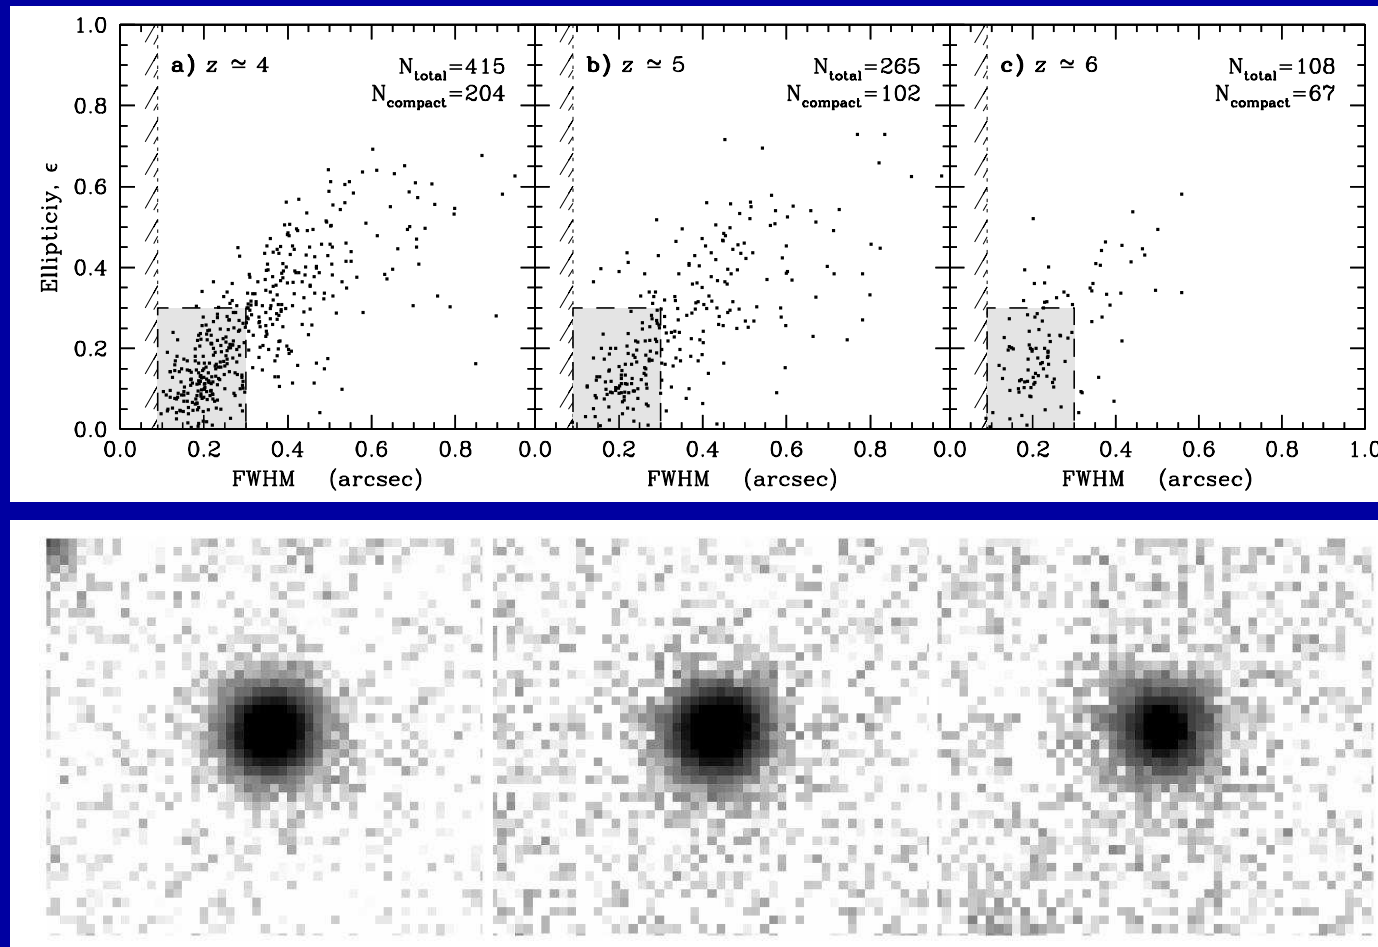 1.0
0.8
0.6
0.4
0.2
0.0
Ellipticiy, ϵ
a) z ≃ 4
N_total=415
N_compact=204
b) z ≃ 5
N_total=265
N_compact=102
c) z ≃ 6
N_total=108
N_compact=67
0.0 0.2 0.4 0.6 0.8 0.0 0.2 0.4 0.6 0.8 0.0 0.2 0.4 0.6 0.8 1.0
FWHM (arcsec) FWHM (arcsec) FWHM (arcsec)